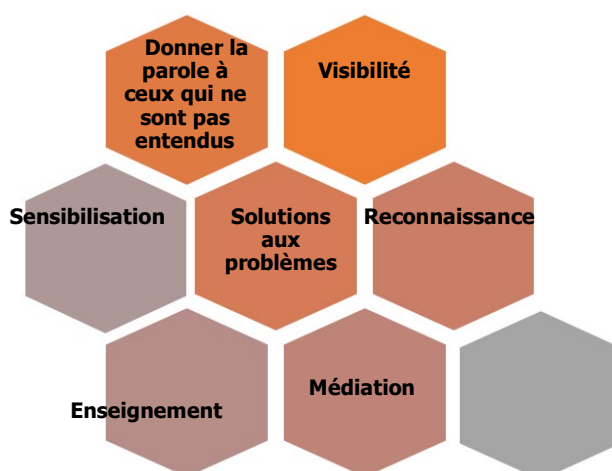 Donner la
parole à
ceux qui ne
sont pas
entendus
Visibilité
Sensibilisation
Solutions
aux
problèmes
Reconnaissance
Enseignement
Médiation